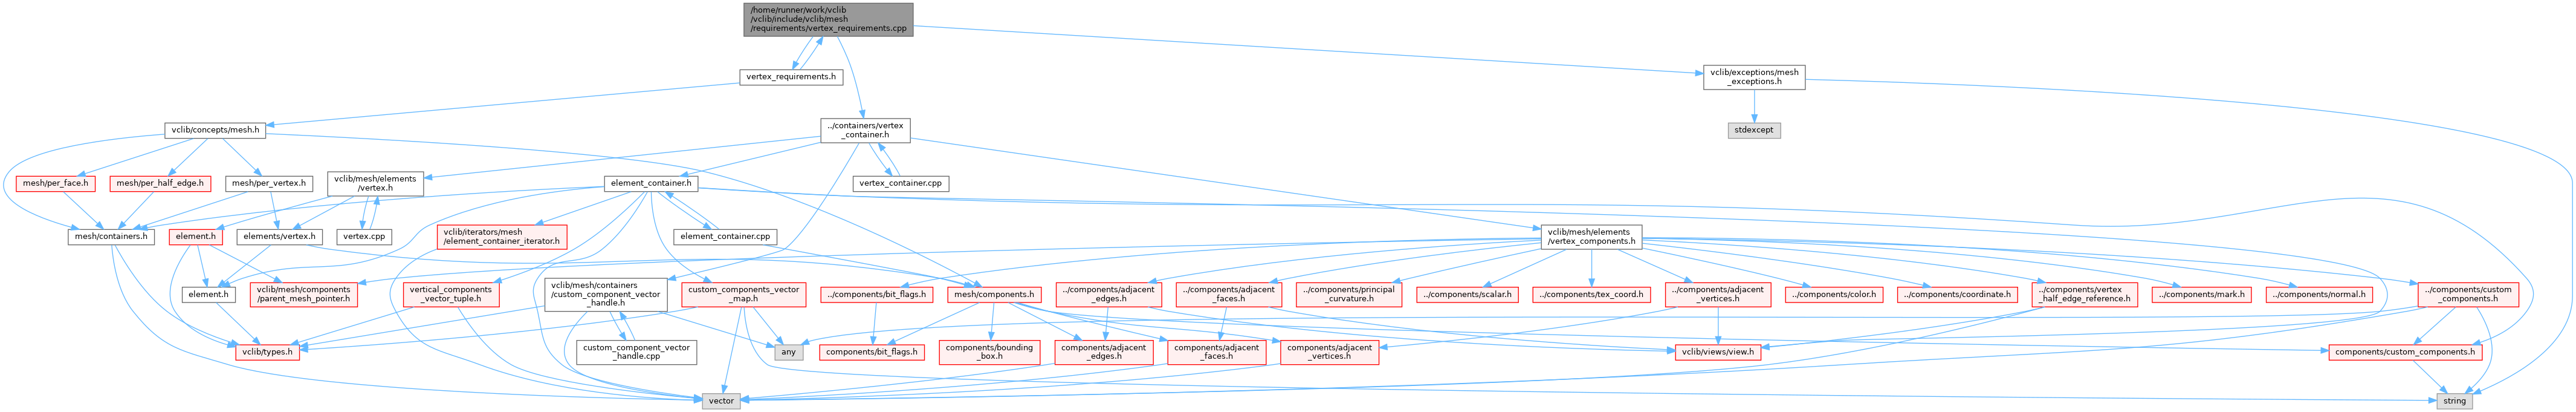 /home/runner/work/vclib
/vclib/include/vclib/mesh
/requirements/vertex_requirements.cpp
vertex_requirements.h
vclib/exceptions/mesh
_exceptions.h
vclib/concepts/mesh.h
../containers/vertex
_container.h
stdexcept
mesh/per_face.h
mesh/per_half_edge.h
mesh/per_vertex.h
vclib/mesh/elements
/vertex.h
element_container.h
vertex_container.cpp
mesh/containers.h
element.h
elements/vertex.h
vertex.cpp
vclib/iterators/mesh
/element_container_iterator.h
element_container.cpp
vclib/mesh/elements
/vertex_components.h
element.h
vclib/mesh/components
/parent_mesh_pointer.h
vertical_components
_vector_tuple.h
vclib/mesh/containers
/custom_component_vector
_handle.h
custom_components_vector
_map.h
../components/bit_flags.h
mesh/components.h
../components/adjacent
_edges.h
../components/adjacent
_faces.h
../components/principal
_curvature.h
../components/scalar.h
../components/tex_coord.h
../components/adjacent
_vertices.h
../components/color.h
../components/coordinate.h
../components/vertex
_half_edge_reference.h
../components/mark.h
../components/normal.h
../components/custom
_components.h
vclib/types.h
custom_component_vector
_handle.cpp
any
components/bit_flags.h
components/bounding
_box.h
components/adjacent
_edges.h
components/adjacent
_faces.h
components/adjacent
_vertices.h
vclib/views/view.h
components/custom_components.h
vector
string